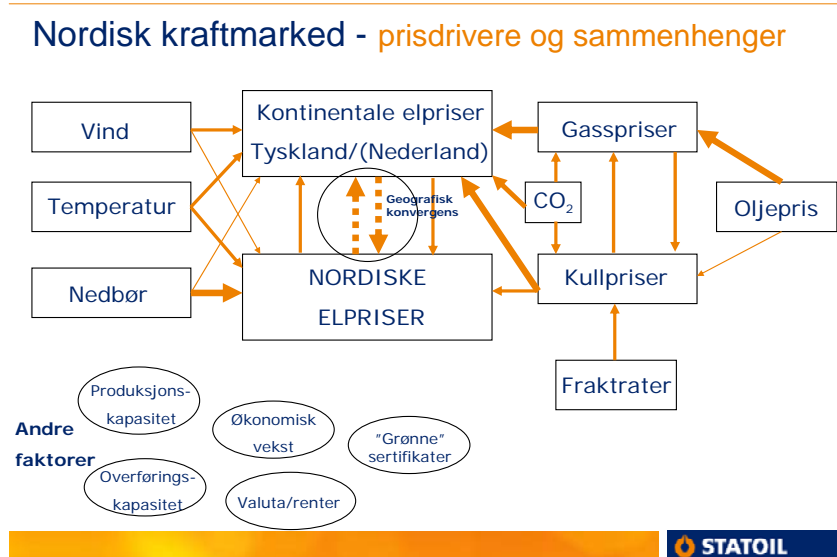 Nordisk kraftmarked - prisdrivere og sammenhenger
Vind
Kontinentale elpriser
Tyskland/(Nederland)
Gasspriser
Temperatur
Geografisk
konvergens
CO₂
Oljepris
Nedbør
NORDISKE
ELPRISER
Kullpriser
Fraktrater
Andre
faktorer
Produksjons-
kapasitet
Økonomisk
vekst
"Grønne"
sertifikater
Overførings-
kapasitet
Valuta/renter
STATOIL